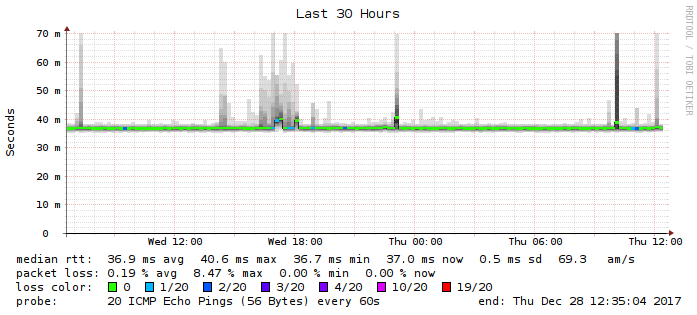 Last 30 Hours
RRDTOOL / TOBI OETIKER
Seconds
70 m
60 m
50 m
40 m
30 m
20 m
10 m
0
Wed 12:00 Wed 18:00 Thu 00:00 Thu 06:00 Thu 12:00
median rtt: 36.9 ms avg 40.6 ms max 36.7 ms min 37.0 ms now 0.5 ms sd 69.3 am/s
packet loss: 0.19 % avg 8.47 % max 0.00 % min 0.00 % now
loss color: 0 1/20 2/20 3/20 4/20 10/20 19/20
probe: 20 ICMP Echo Pings (56 Bytes) every 60s end: Thu Dec 28 12:35:04 2017